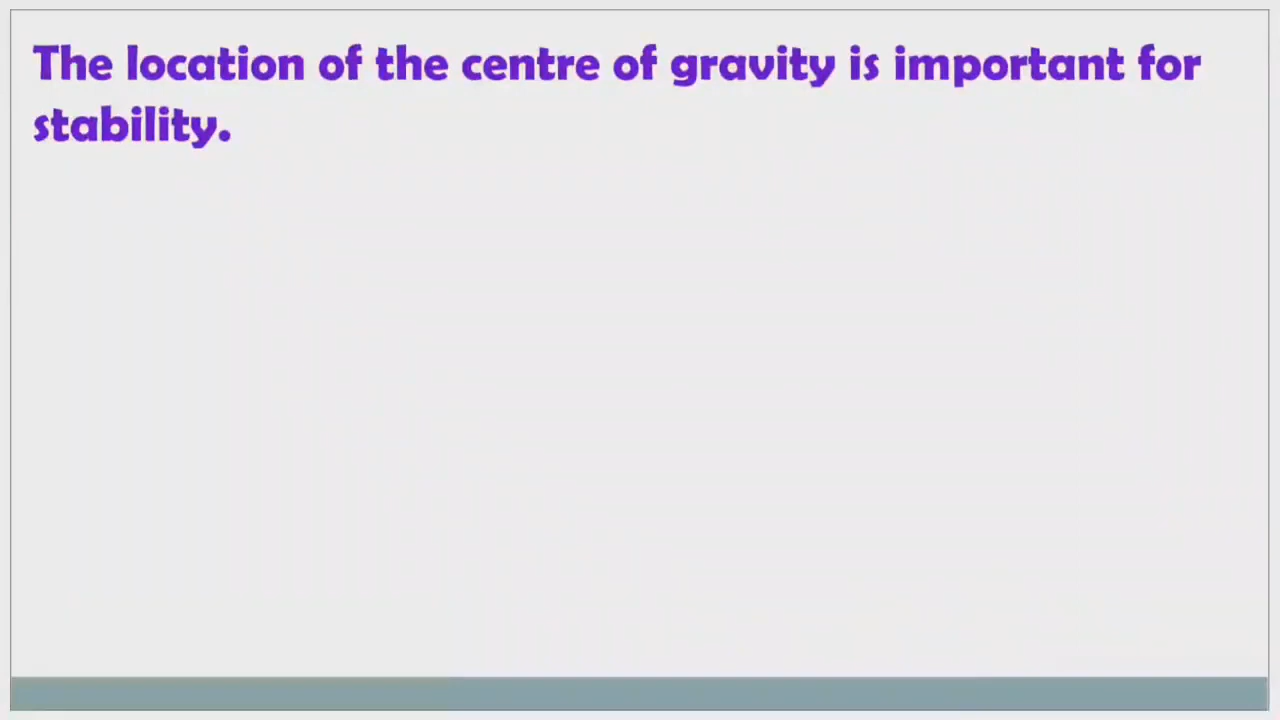 The location of the centre of gravity is important for
stability.